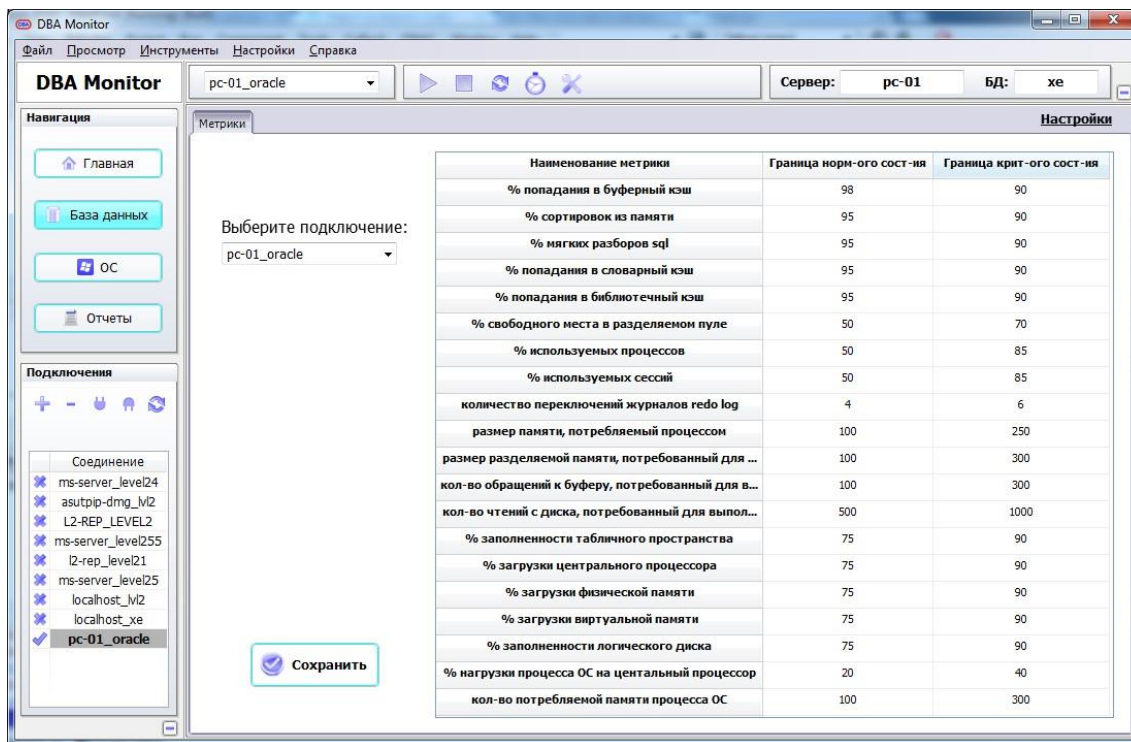 DBA Monitor
Файл Просмотр Инструменты Настройки Справка
DBA Monitor
pc-01_oracle
Сервер: pc-01 БД: xe
Навигация
Главная
База данных
ОС
Отчеты
Подключения
Соединение
ms-server_level24
asutpip-dmg_lvl2
L2-REP_LEVEL2
ms-server_level255
l2-rep_level21
ms-server_level25
localhost_lvl2
localhost_xe
pc-01_oracle
Метрики
Настройки
Выберите подключение:
pc-01_oracle
Сохранить
Наименование метрики Граница норм-ого сост-ия Граница крит-ого сост-ия
% попадания в буферный кэш 98 90
% сортировок из памяти 95 90
% мягких разборов sql 95 90
% попадания в словарный кэш 95 90
% попадания в библиотечный кэш 95 90
% свободного места в разделяемом пуле 50 70
% используемых процессов 50 85
% используемых сессий 50 85
количество переключений журналов redo log 4 6
размер памяти, потребляемый процессом 100 250
размер разделяемой памяти, потребованный для ... 100 300
кол-во обращений к буферу, потребованный для в... 100 300
кол-во чтений с диска, потребованный для выпол... 500 1000
% заполненности табличного пространства 75 90
% загрузки центрального процессора 75 90
% загрузки физической памяти 75 90
% загрузки виртуальной памяти 75 90
% заполненности логического диска 75 90
% нагрузки процесса ОС на центальный процессор 20 40
кол-во потребляемой памяти процесса ОС 100 300